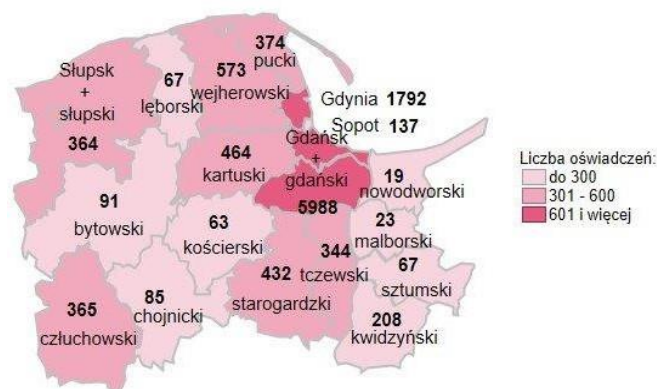 374
pucki
573
wejherowski
67
lęborski
Słupsk
+
słupski
364
Gdynia 1792
Sopot 137
Gdańsk
+
gdański
5988
464
kartuski
19
nowodworski
91
bytowski
63
kościerski
23
malborski
344
tczewski
67
sztumski
432
starogardzki
365
człuchowski
85
chojnicki
208
kwidzyński
Liczba oświadczeń:
do 300
301 - 600
601 i więcej